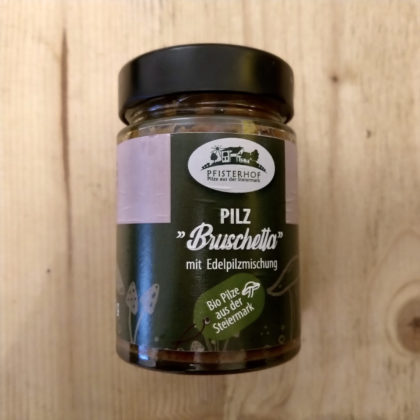 PFISTERHOF
Pilze aus der Steiermark
PILZ
"Bruschetta"
mit Edelpilzmischung
Bio Pilze
aus der
Steiermark